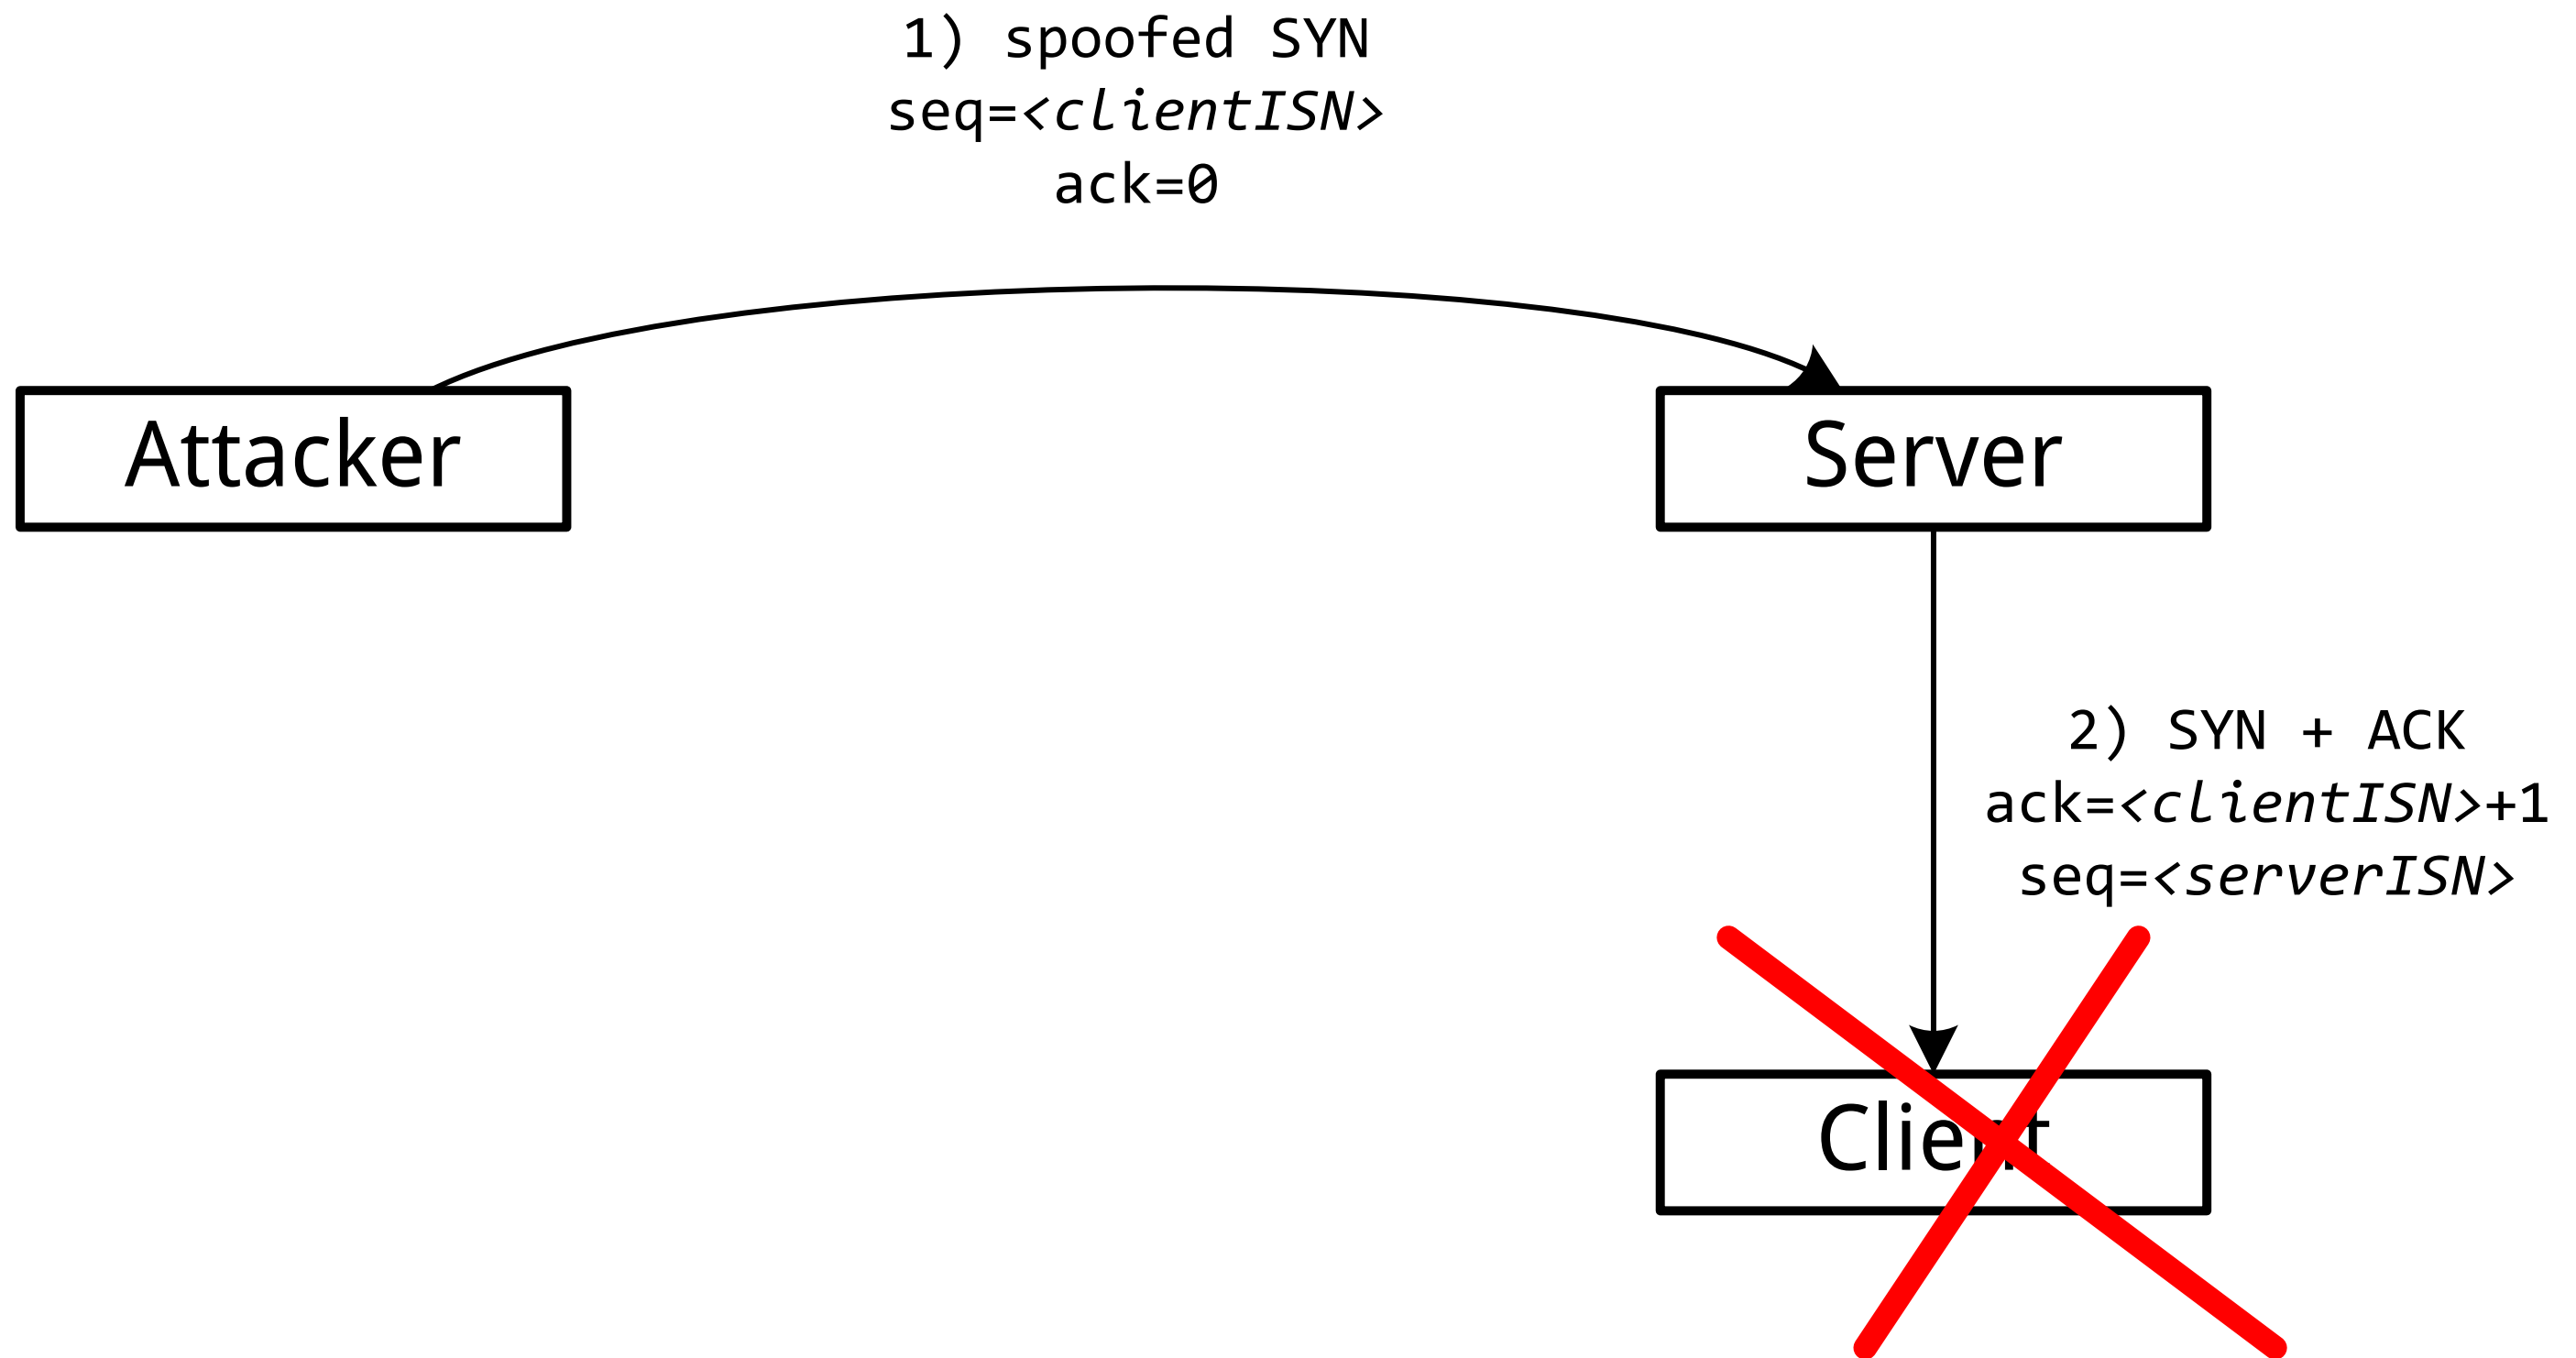 1) spoofed SYN
seq=<clientISN>
ack=0
Attacker
Server
2) SYN + ACK
ack=<clientISN>+1
seq=<serverISN>
Client